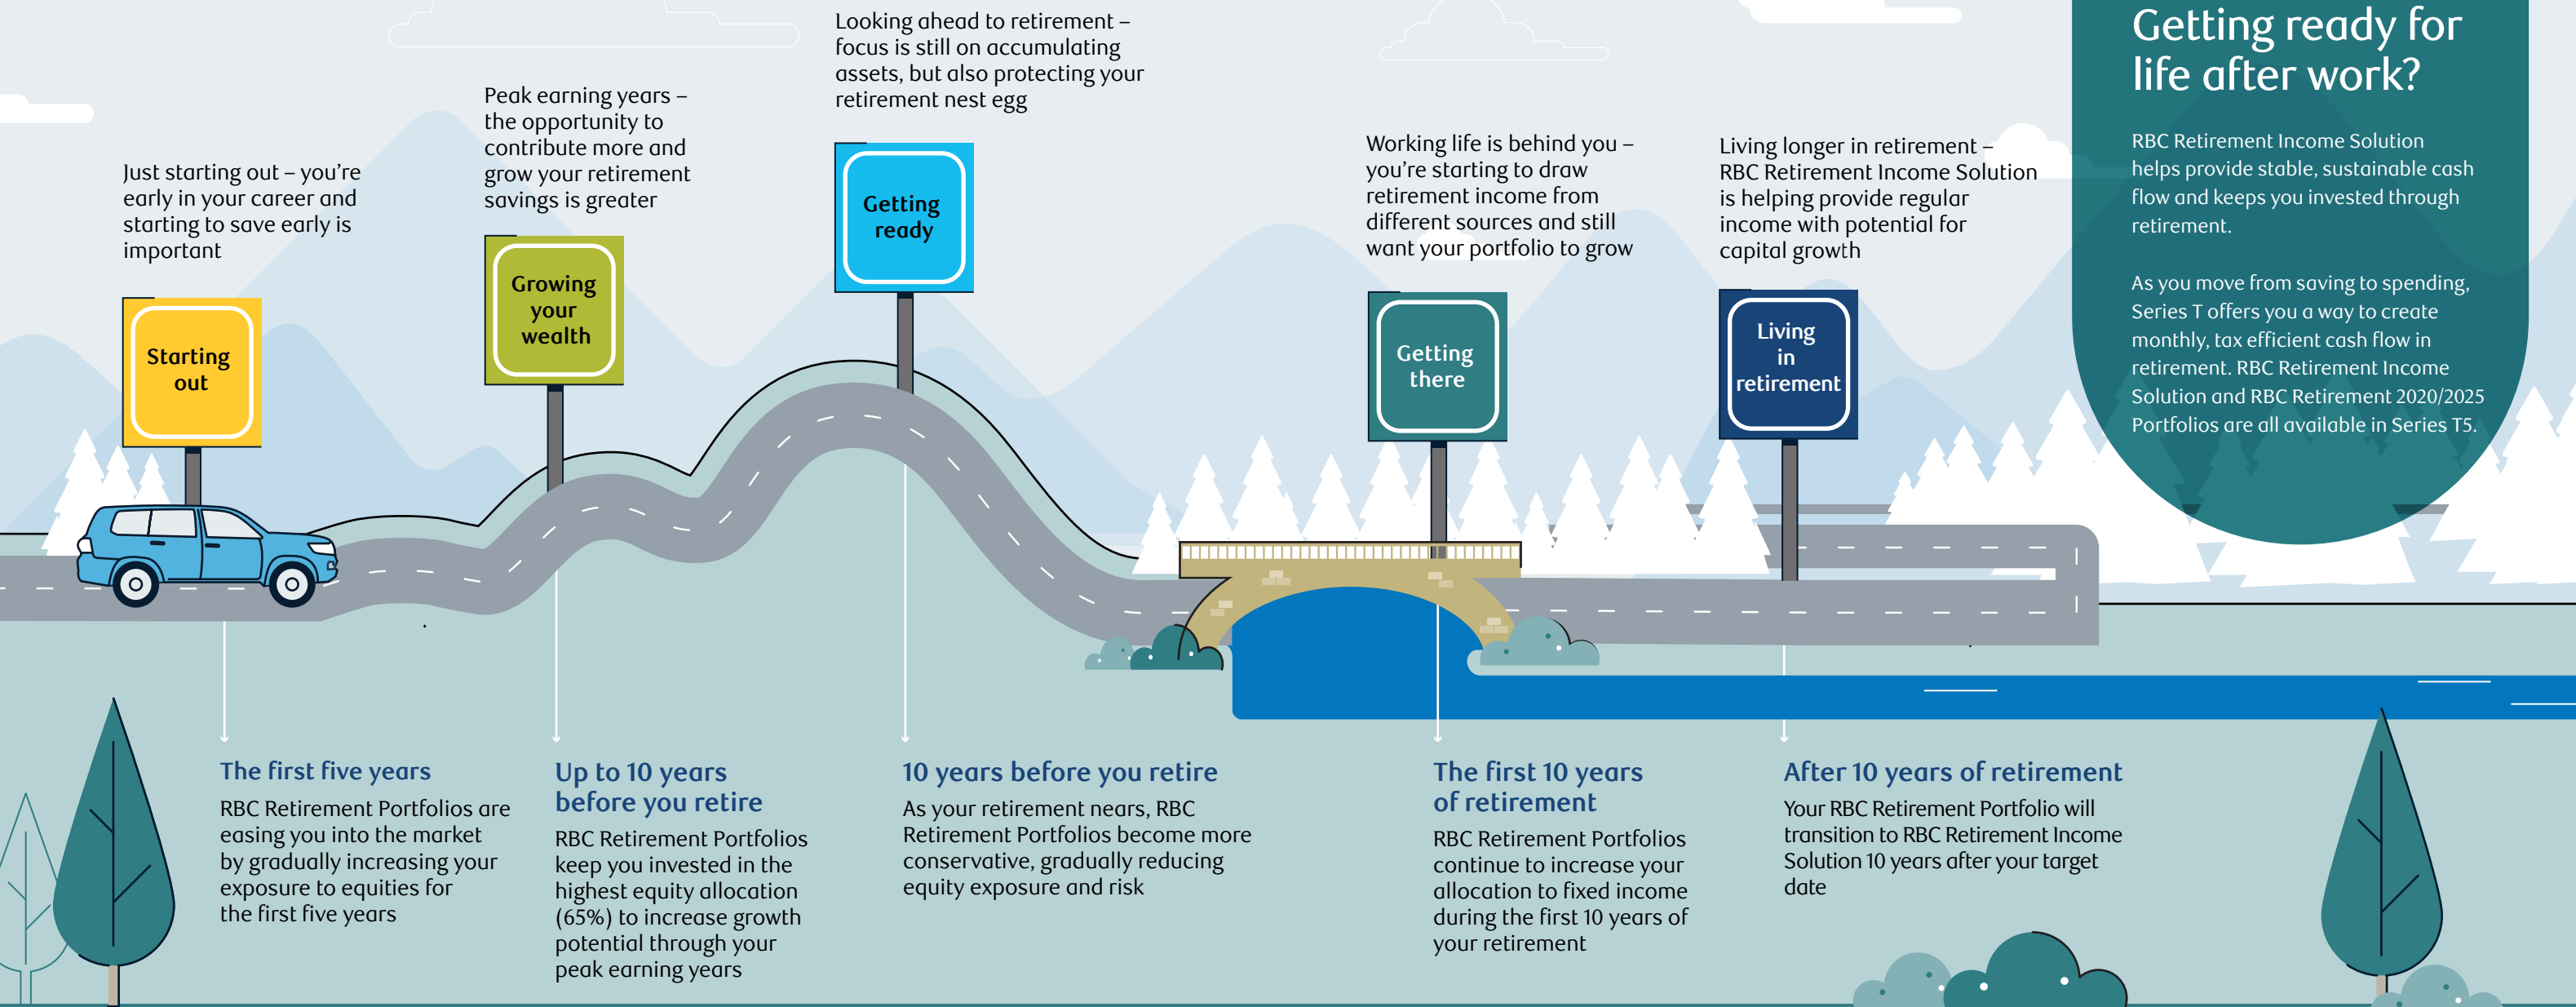 Just starting out – you're
early in your career and
starting to save early is
important
Starting
out
Peak earning years –
the opportunity to
contribute more and
grow your retirement
savings is greater
Growing
your
wealth
Looking ahead to retirement –
focus is still on accumulating
assets, but also protecting your
retirement nest egg
Getting
ready
Working life is behind you –
you're starting to draw
retirement income from
different sources and still
want your portfolio to grow
Getting
there
Living longer in retirement –
RBC Retirement Income Solution
is helping provide regular
income with potential for
capital growth
Living
in
retirement
Getting ready for
life after work?
RBC Retirement Income Solution
helps provide stable, sustainable cash
flow and keeps you invested through
retirement.
As you move from saving to spending,
Series T offers you a way to create
monthly, tax efficient cash flow in
retirement. RBC Retirement Income
Solution and RBC Retirement 2020/2025
Portfolios are all available in Series T5.
The first five years
RBC Retirement Portfolios are
easing you into the market
by gradually increasing your
exposure to equities for
the first five years
Up to 10 years
before you retire
RBC Retirement Portfolios
keep you invested in the
highest equity allocation
(65%) to increase growth
potential through your
peak earning years
10 years before you retire
As your retirement nears, RBC
Retirement Portfolios become more
conservative, gradually reducing
equity exposure and risk
The first 10 years
of retirement
RBC Retirement Portfolios
continue to increase your
allocation to fixed income
during the first 10 years of
your retirement
After 10 years of retirement
Your RBC Retirement Portfolio will
transition to RBC Retirement Income
Solution 10 years after your target
date